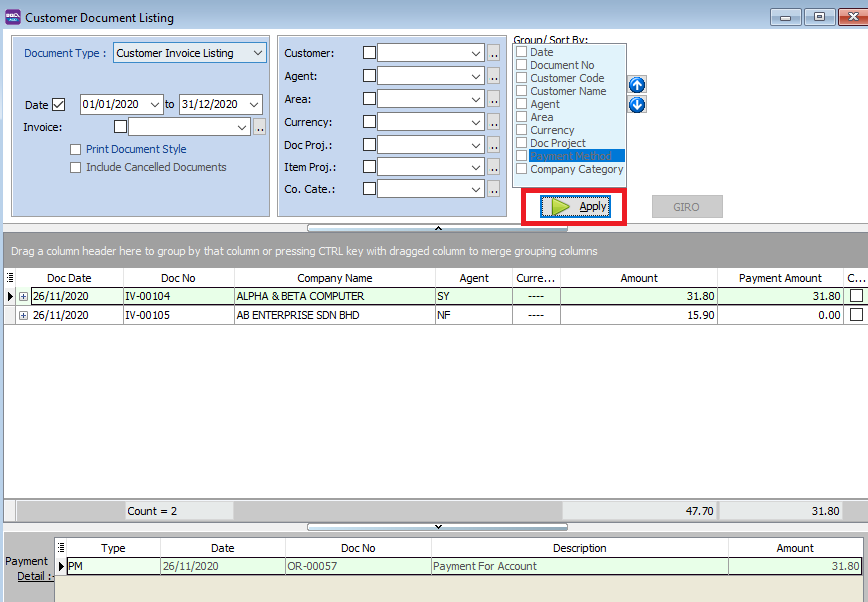 Customer Document Listing
Document Type : Customer Invoice Listing
Date 01/01/2020 to 31/12/2020
Invoice: ..
Print Document Style
Include Cancelled Documents
Customer: ..
Agent: ..
Area: ..
Currency: ..
Doc Proj.: ..
Item Proj.: ..
Co. Cate.: ..
Group/ Sort By:
Date
Document No
Customer Code
Customer Name
Agent
Area
Currency
Doc Project
Payment Method
Company Category
Apply
GIRO
Drag a column header here to group by that column or pressing CTRL key with dragged column to merge grouping columns
Doc Date Doc No Company Name Agent Curre... Amount Payment Amount C...
26/11/2020 IV-00104 ALPHA & BETA COMPUTER SY ---- 31.80 31.80
26/11/2020 IV-00105 AB ENTERPRISE SDN BHD NF ---- 15.90 0.00
Count = 2 47.70 31.80
Payment
Detail :-
Type Date Doc No Description Amount
PM 26/11/2020 OR-00057 Payment For Account 31.80